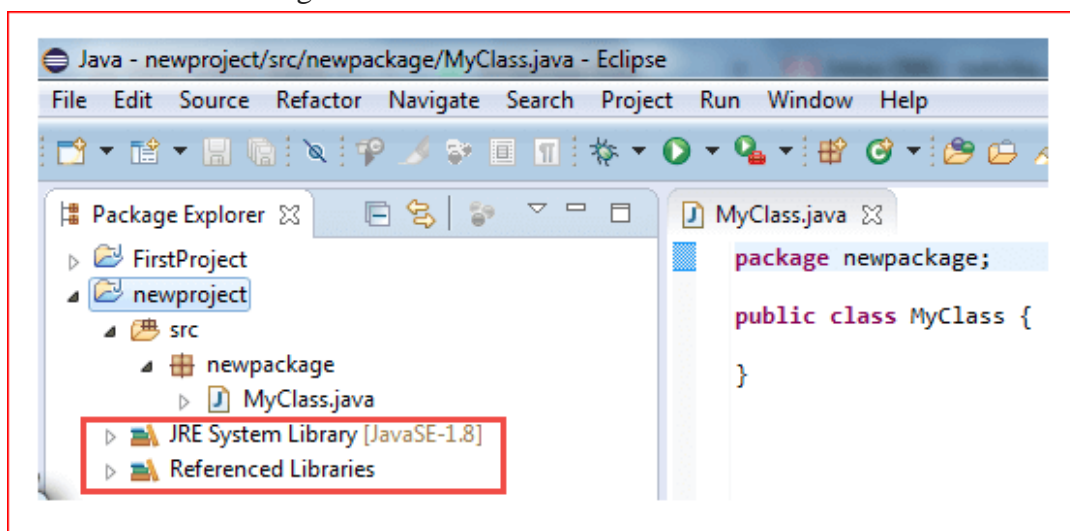 Java - newproject/src/newpackage/MyClass.java - Eclipse
File Edit Source Refactor Navigate Search Project Run Window Help
Package Explorer
MyClass.java
FirstProject
newproject
src
newpackage
MyClass.java
JRE System Library [JavaSE-1.8]
Referenced Libraries
package newpackage;
public class MyClass {
}